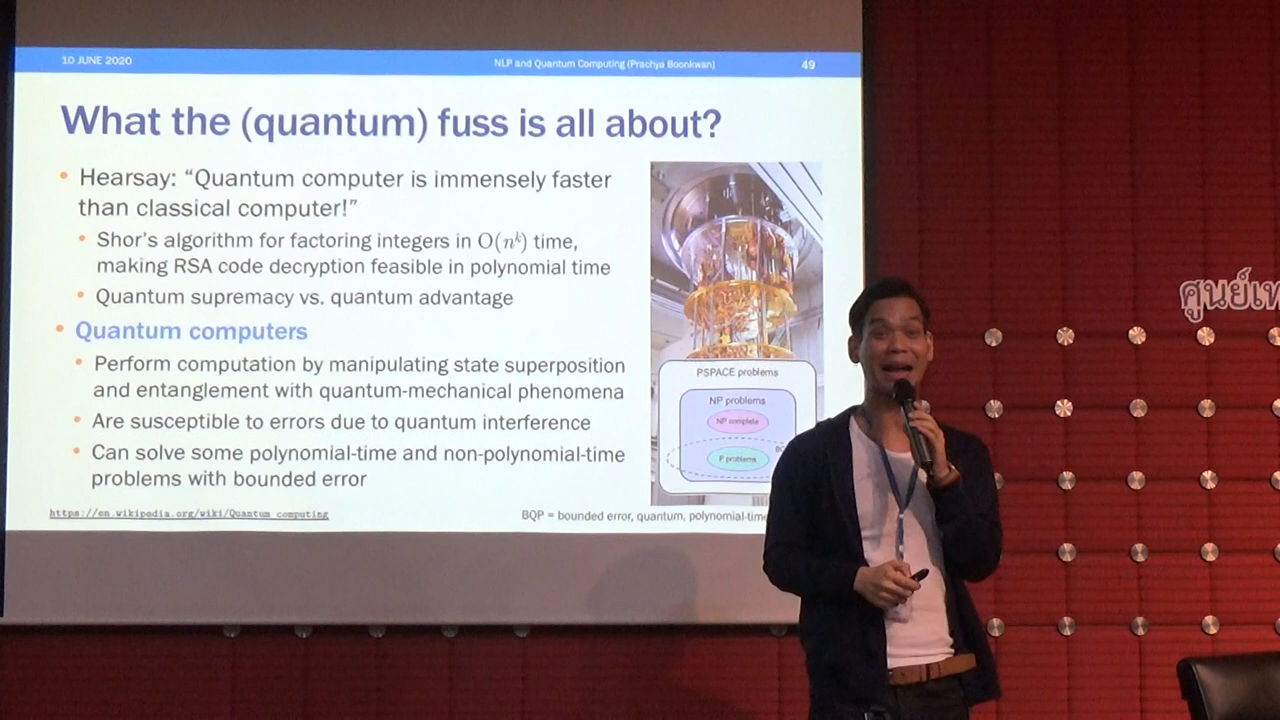 10 JUNE 2020
NLP and Quantum Computing (Prachya Boonkwan)
49
What the (quantum) fuss is all about?
• Hearsay: “Quantum computer is immensely faster
than classical computer!”
• Shor’s algorithm for factoring integers in O(nᵏ) time,
making RSA code decryption feasible in polynomial time
• Quantum supremacy vs. quantum advantage
• Quantum computers
• Perform computation by manipulating state superposition
and entanglement with quantum-mechanical phenomena
• Are susceptible to errors due to quantum interference
• Can solve some polynomial-time and non-polynomial-time
problems with bounded error
https://en.wikipedia.org/wiki/Quantum_computing
PSPACE problems
NP problems
NP complete
P problems
BQP = bounded error, quantum, polynomial-time
ศูนย์เท